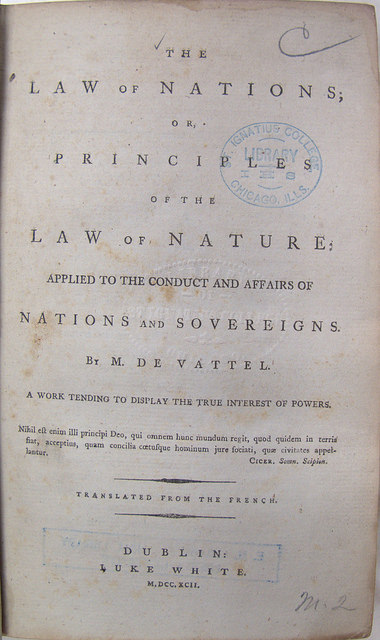 THE
LAW OF NATIONS;
OR,
PRINCIPLES
OF THE
LAW OF NATURE:
APPLIED TO THE CONDUCT AND AFFAIRS OF
NATIONS AND SOVEREIGNS.
By M. DE VATTEL.
A WORK TENDING TO DISPLAY THE TRUE INTEREST OF POWERS.
Nihil eſt enim illi principi Deo, qui omnem hunc mundum regit, quod quidem in terris
fiat, acceptius, quam concilia cœtuſque hominum jure ſociati, quæ civitates appel-
lantur.
CICER. Somn. Scipion.
TRANSLATED FROM THE FRENCH.
DUBLIN:
LUKE WHITE.
M.DCC.XCII.
IGNATIUS COLLEGE
LIBRARY
CHICAGO, ILLS.
M. 2